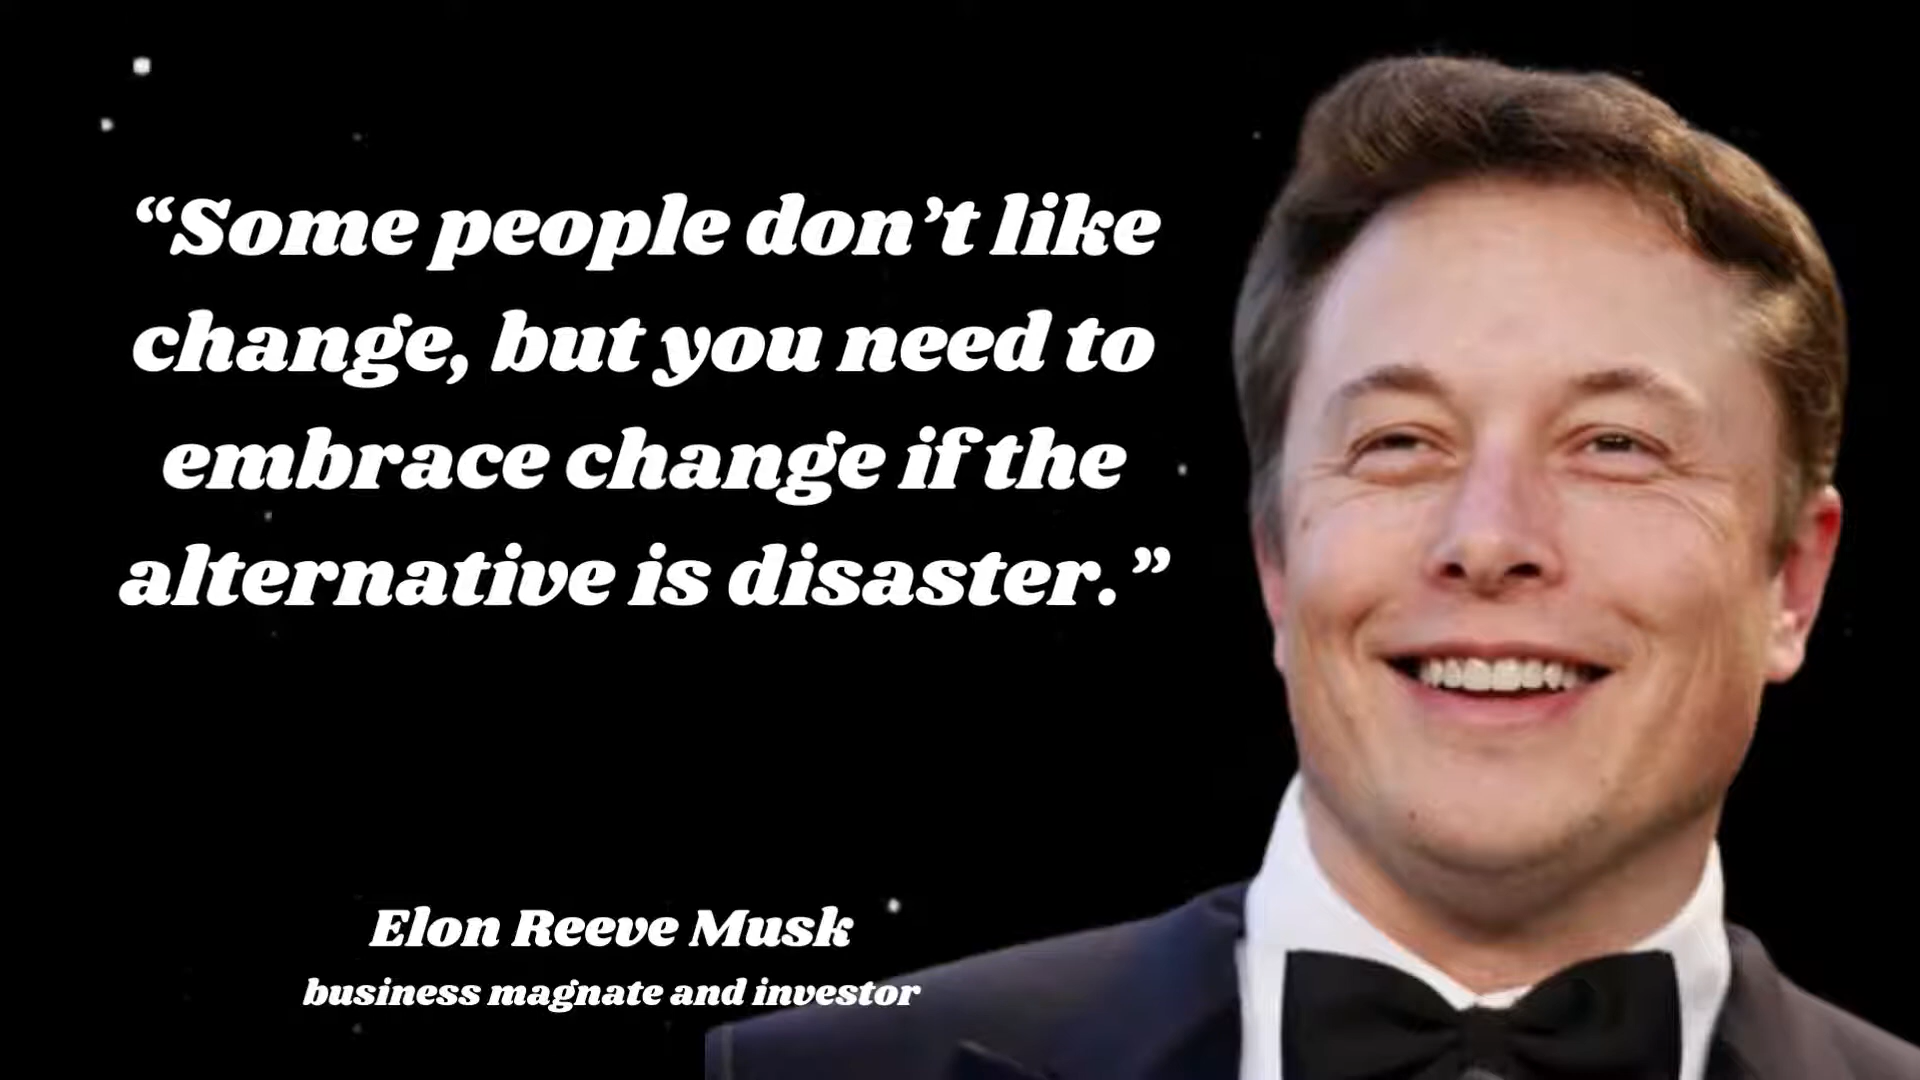 “Some people don’t like
change, but you need to
embrace change if the
alternative is disaster.”
Elon Reeve Musk
business magnate and investor